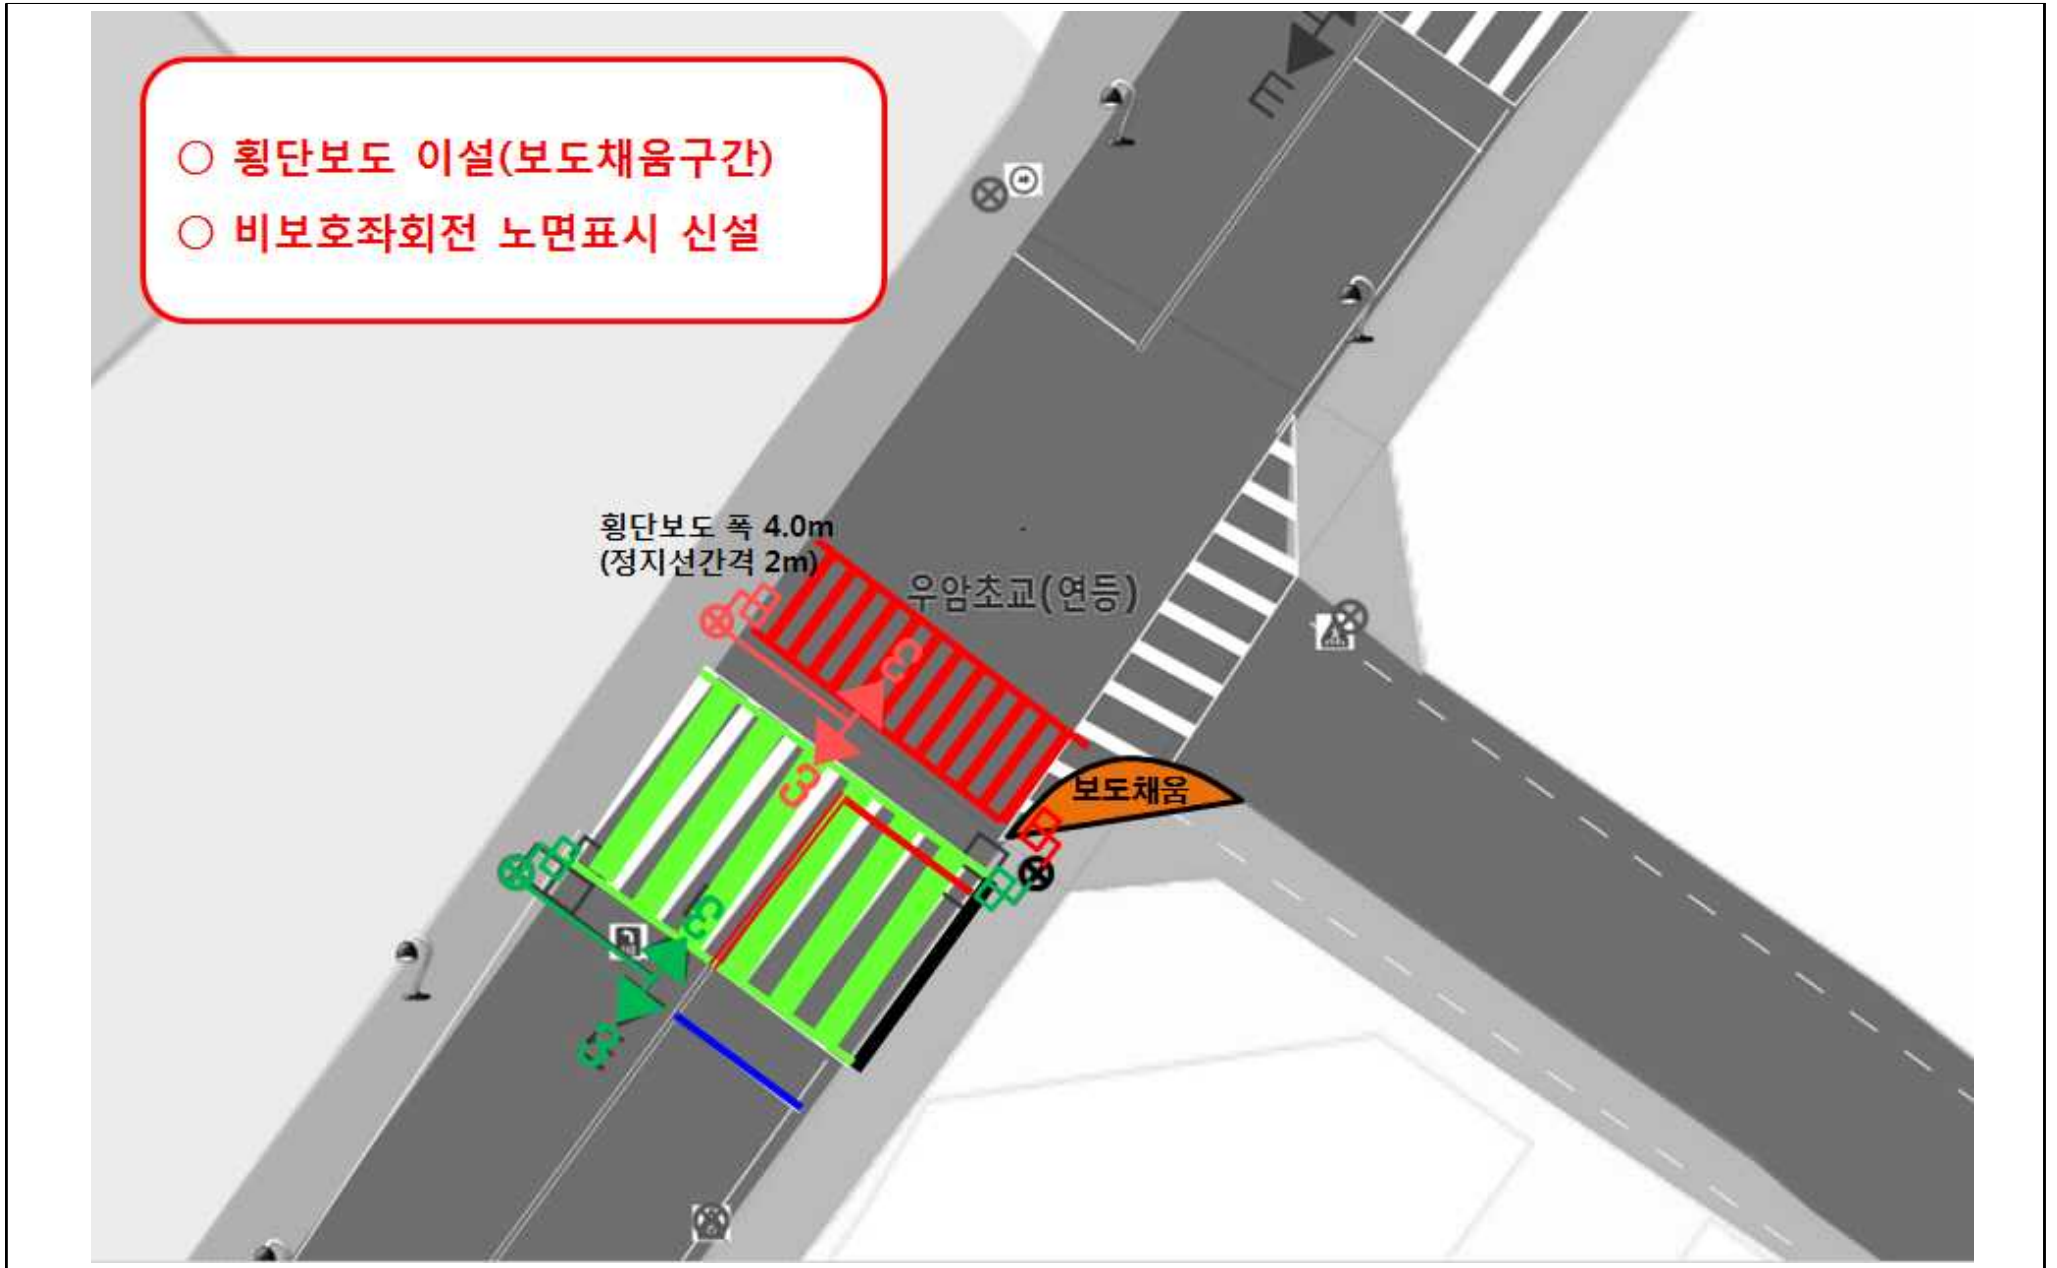 ○ 횡단보도 이설(보도채움구간)
○ 비보호좌회전 노면표시 신설
E
횡단보도 폭 4.0m
(정지선간격 2m)
우암초교(연등)
보도채움